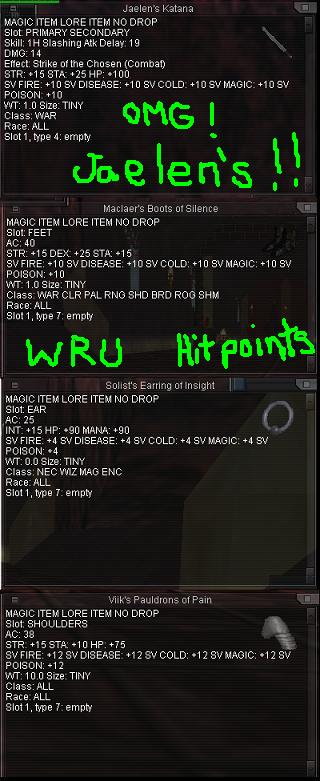 Jaelen's Katana
MAGIC ITEM LORE ITEM NO DROP
Slot: PRIMARY SECONDARY
Skill: 1H Slashing Atk Delay: 19
DMG: 14
Effect: Strike of the Chosen (Combat)
STR: +15 STA: +25 HP: +100
SV FIRE: +10 SV DISEASE: +10 SV COLD: +10 SV MAGIC: +10 SV
POISON: +10
WT: 1.0 Size: TINY
Class: WAR
Race: ALL
Slot 1, type 4: empty
OMG!
Jaelen's!!
Maclaer's Boots of Silence
MAGIC ITEM LORE ITEM NO DROP
Slot: FEET
AC: 40
STR: +15 DEX: +25 STA: +15
SV FIRE: +10 SV DISEASE: +10 SV COLD: +10 SV MAGIC: +10 SV
POISON: +10
WT: 1.0 Size: TINY
Class: WAR CLR PAL RNG SHD BRD ROG SHM
Race: ALL
Slot 1, type 7: empty
WRU Hitpoints
Solist's Earring of Insight
MAGIC ITEM LORE ITEM NO DROP
Slot: EAR
AC: 25
INT: +15 HP: +90 MANA: +90
SV FIRE: +4 SV DISEASE: +4 SV COLD: +4 SV MAGIC: +4 SV
POISON: +4
WT: 0.0 Size: TINY
Class: NEC WIZ MAG ENC
Race: ALL
Slot 1, type 7: empty
Vilk's Pauldrons of Pain
MAGIC ITEM LORE ITEM NO DROP
Slot: SHOULDERS
AC: 38
STR: +15 STA: +10 HP: +75
SV FIRE: +12 SV DISEASE: +12 SV COLD: +12 SV MAGIC: +12 SV
POISON: +12
WT: 10.0 Size: TINY
Class: ALL
Race: ALL
Slot 1, type 7: empty